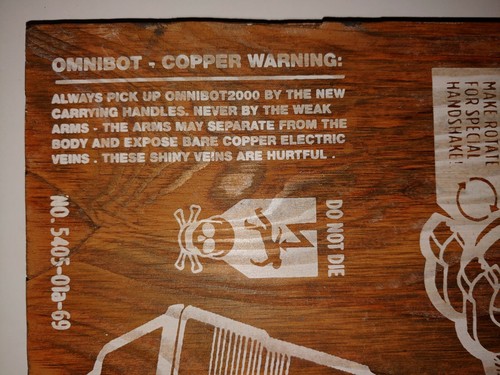 OMNIBOT - COPPER WARNING:
ALWAYS PICK UP OMNIBOT2000 BY THE NEW
CARRYING HANDLES. NEVER BY THE WEAK
ARMS - THE ARMS MAY SEPARATE FROM THE
BODY AND EXPOSE BARE COPPER ELECTRIC
VEINS . THESE SHINY VEINS ARE HURTFUL .
MAKE ROTATE
FOR SPECIAL
HANDSHAKE!
DO NOT DIE
NO. 5405-01a-69